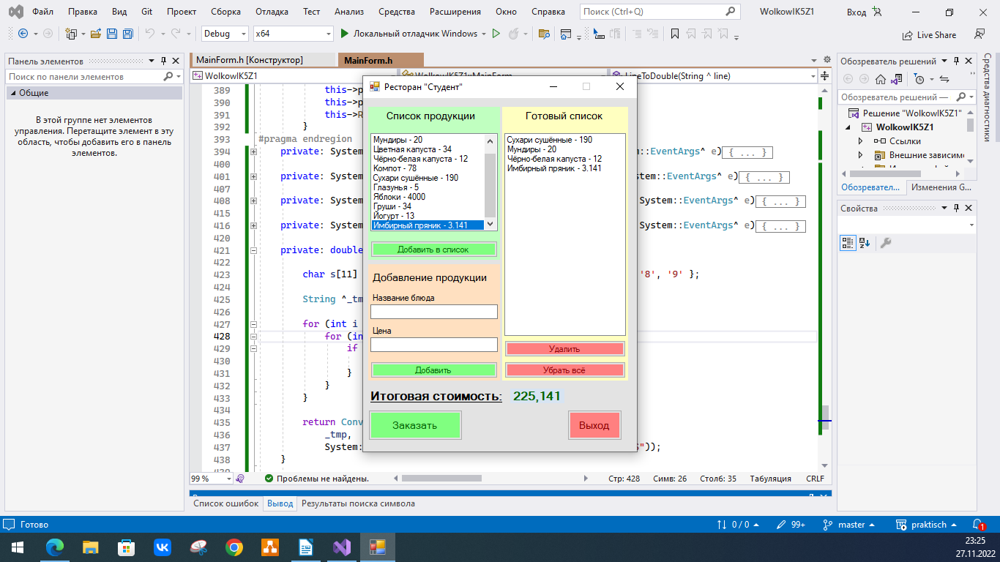 Файл Правка Вид Git Проект Сборка Отладка Тест Анализ Средства Расширения Окно Справка Поиск (Ctrl+Q) WolkowIK5Z1 Вход
Debug x64 Локальный отладчик Windows Live Share
Панель элементов
Поиск по панели элементов
Общие
В этой группе нет элементов
управления. Перетащите элемент в эту
область, чтобы добавить его в панель
элементов.
MainForm.h [Конструктор] MainForm.h
WolkowIK5Z1 WolkowIK5Z1::MainForm LineToDouble(String ^ line)
389 this->p
390 this->p
391 this->R
392 }
393 #pragma endregion
394 private: System ::EventArgs^ e) { ... }
400
401 private: System stem::EventArgs^ e) { ... }
407
408 private: System System::EventArgs^ e) { ... }
415
416 private: System System::EventArgs^ e) { ... }
420
421 private: double
422
423 char s[11] '8', '9' };
424
425 String ^_tm
426
427 for (int i
428 for (in
429 if
430
431 }
432 }
433 }
434
435 return Conv
436 _tmp,
437 System: "));
438 }
Ресторан "Студент"
Список продукции
Мундиры - 20
Цветная капуста - 34
Чёрно-белая капуста - 12
Компот - 78
Сухари сушённые - 190
Глазунья - 5
Яблоки - 4000
Груши - 34
Йогурт - 13
Имбирный пряник - 3.141
Добавить в список
Добавление продукции
Название блюда
Цена
Добавить
Готовый список
Сухари сушённые - 190
Мундиры - 20
Чёрно-белая капуста - 12
Имбирный пряник - 3.141
Удалить
Убрать всё
Итоговая стоимость: 225,141
Заказать Выход
99 % Проблемы не найдены. Стр: 428 Симв: 26 Столб: 35 Табуляция CRLF
Список ошибок Вывод Результаты поиска символа
Обозреватель решений
Обозреватель решений —
Решение "WolkowIK5Z1"
WolkowIK5Z1
Ссылки
Внешние зависим
Обозревател... Изменения G...
Свойства
Средства диагностики
Готово 0 / 0 99+ master praktisch 1
23:25
27.11.2022